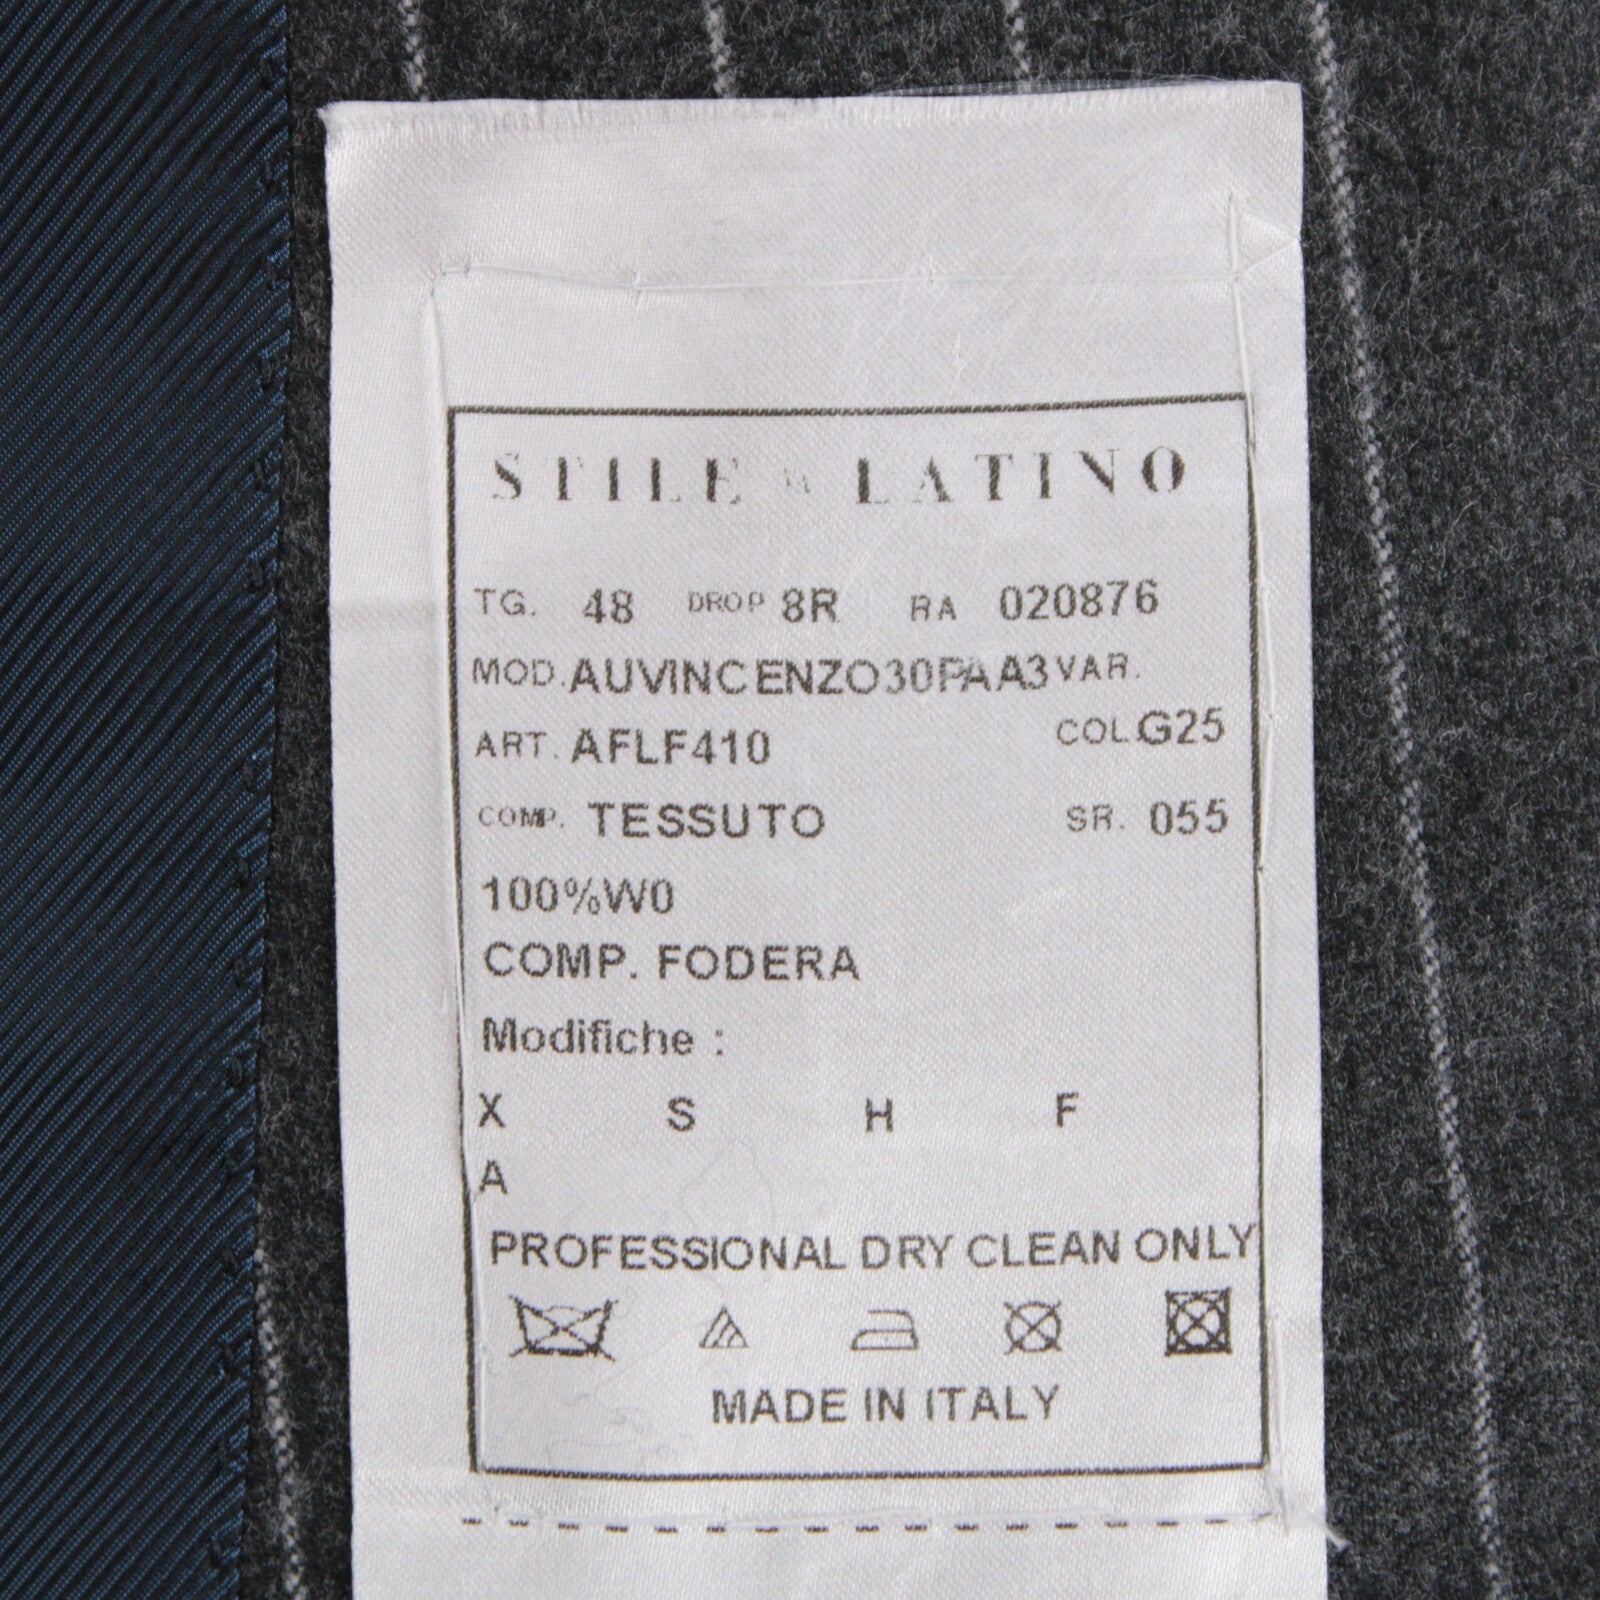 STILE LATINO
TG. 48 DROP 8R RA 020876
MOD. AUVINCENZO30PAA3 VAR.
ART. AFLF410 COL. G25
COMP. TESSUTO SR. 055
100%W0
COMP. FODERA
Modifiche :
X S H F
A
PROFESSIONAL DRY CLEAN ONLY
MADE IN ITALY